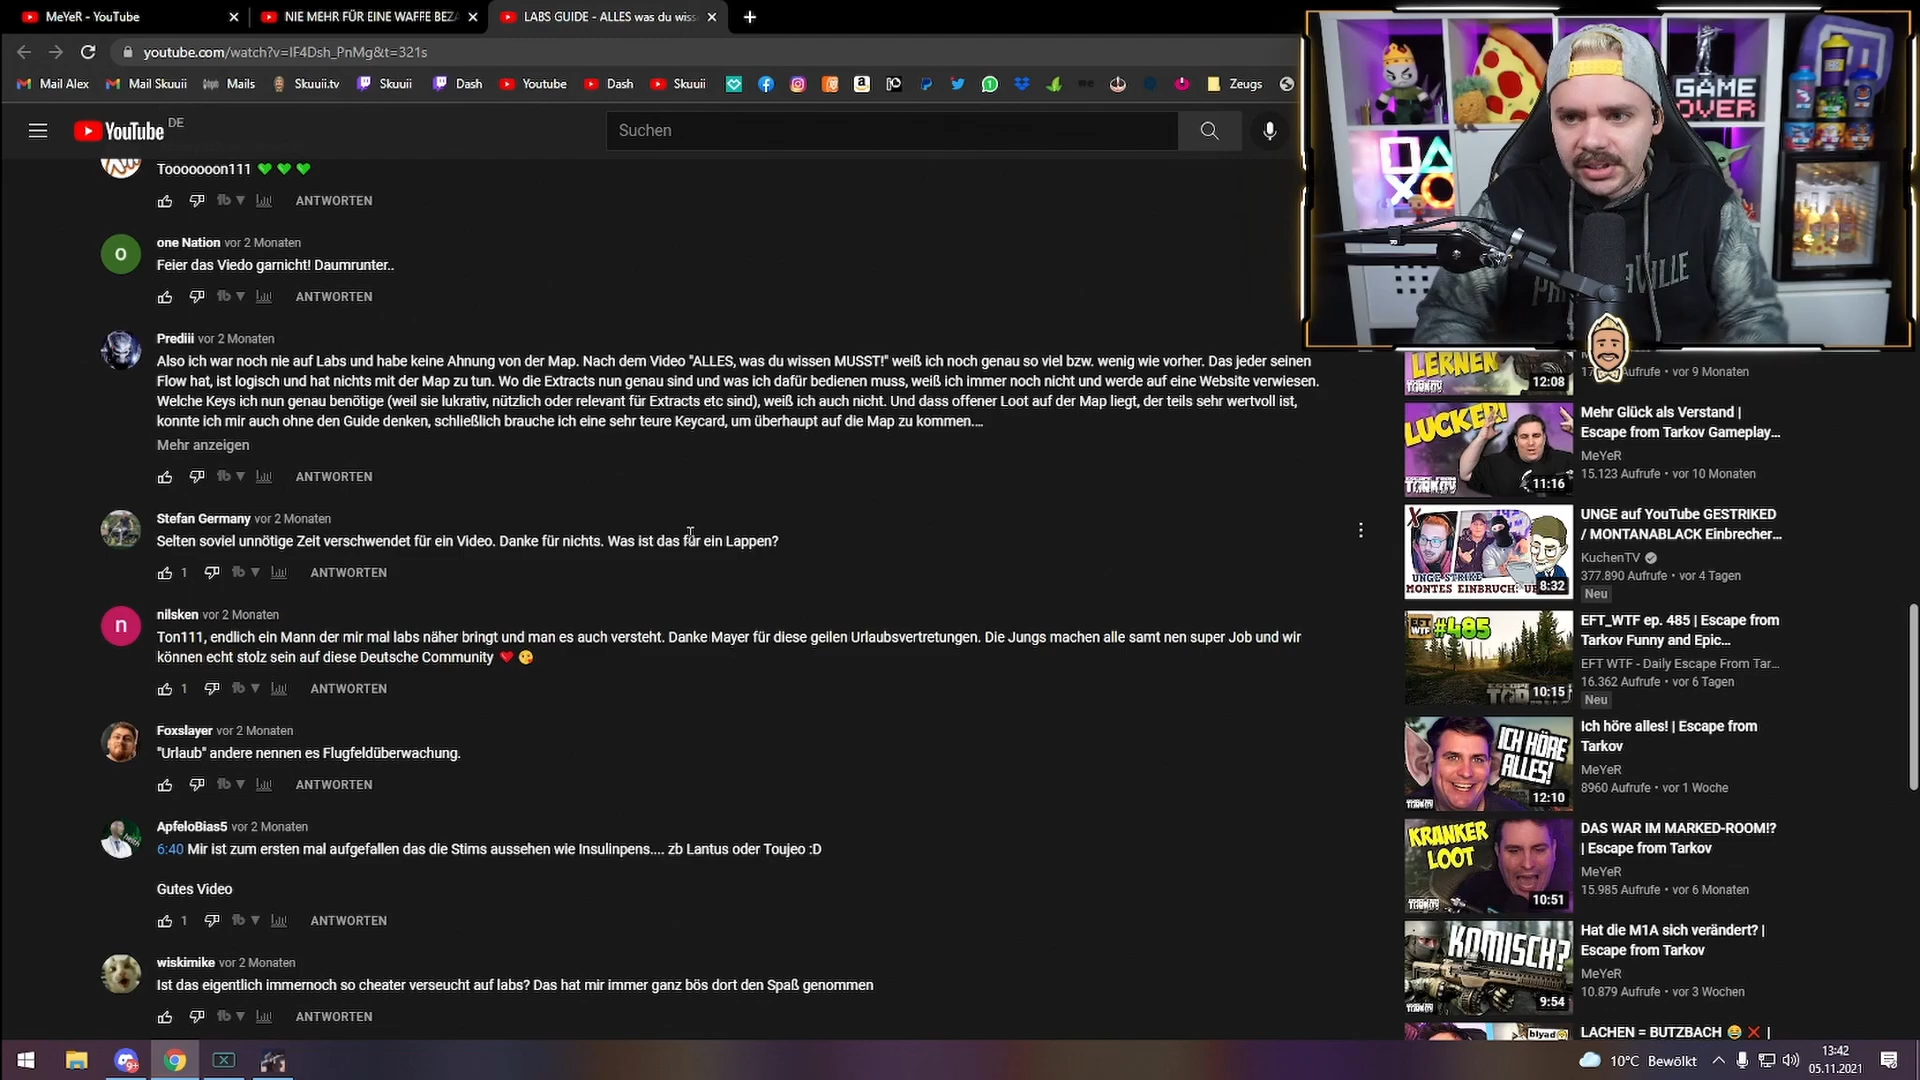 MeYeR - YouTube
NIE MEHR FÜR EINE WAFFE BEZA
LABS GUIDE - ALLES was du wiss
youtube.com/watch?v=IF4Dsh_PnMg&t=321s
Mail Alex
Mail Skuuii
Mails
Skuuii.tv
Skuuii
Dash
Youtube
Dash
Skuuii
Zeugs
YouTube DE
Suchen
GAME OVER
Tooooooon111 💚 💚 💚
ANTWORTEN
one Nation vor 2 Monaten
Feier das Viedo garnicht! Daumrunter..
ANTWORTEN
Prediii vor 2 Monaten
Also ich war noch nie auf Labs und habe keine Ahnung von der Map. Nach dem Video "ALLES, was du wissen MUSST!" weiß ich noch genau so viel bzw. wenig wie vorher. Das jeder seinen
Flow hat, ist logisch und hat nichts mit der Map zu tun. Wo die Extracts nun genau sind und was ich dafür bedienen muss, weiß ich immer noch nicht und werde auf eine Website verwiesen.
Welche Keys ich nun genau benötige (weil sie lukrativ, nützlich oder relevant für Extracts etc sind), weiß ich auch nicht. Und dass offener Loot auf der Map liegt, der teils sehr wertvoll ist,
konnte ich mir auch ohne den Guide denken, schließlich brauche ich eine sehr teure Keycard, um überhaupt auf die Map zu kommen....
Mehr anzeigen
ANTWORTEN
Stefan Germany vor 2 Monaten
Selten soviel unnötige Zeit verschwendet für ein Video. Danke für nichts. Was ist das für ein Lappen?
1 ANTWORTEN
nilsken vor 2 Monaten
Ton111, endlich ein Mann der mir mal labs näher bringt und man es auch versteht. Danke Mayer für diese geilen Urlaubsvertretungen. Die Jungs machen alle samt nen super Job und wir
können echt stolz sein auf diese Deutsche Community ❤ 😘
1 ANTWORTEN
Foxslayer vor 2 Monaten
"Urlaub" andere nennen es Flugfeldüberwachung.
ANTWORTEN
ApfeloBias5 vor 2 Monaten
6:40 Mir ist zum ersten mal aufgefallen das die Stims aussehen wie Insulinpens.... zb Lantus oder Toujeo :D
Gutes Video
1 ANTWORTEN
wiskimike vor 2 Monaten
Ist das eigentlich immernoch so cheater verseucht auf labs? Das hat mir immer ganz bös dort den Spaß genommen
ANTWORTEN
LERNEN
12:08
Aufrufe • vor 9 Monaten
LUCKER!
11:16
Mehr Glück als Verstand |
Escape from Tarkov Gameplay...
MeYeR
15.123 Aufrufe • vor 10 Monaten
UNGE STRIKE
MONTES EINBRUCH:
8:32
UNGE auf YouTube GESTRIKED
/ MONTANABLACK Einbrecher...
KuchenTV
377.890 Aufrufe • vor 4 Tagen
Neu
EFT WTF #485
10:15
EFT_WTF ep. 485 | Escape from
Tarkov Funny and Epic...
EFT WTF - Daily Escape From Tar...
16.362 Aufrufe • vor 6 Tagen
Neu
ICH HÖRE
ALLES!
12:10
Ich höre alles! | Escape from
Tarkov
MeYeR
8960 Aufrufe • vor 1 Woche
KRANKER
LOOT
10:51
DAS WAR IM MARKED-ROOM!?
| Escape from Tarkov
MeYeR
15.985 Aufrufe • vor 6 Monaten
KOMISCH?
9:54
Hat die M1A sich verändert? |
Escape from Tarkov
MeYeR
10.879 Aufrufe • vor 3 Wochen
blyad
LACHEN = BUTZBACH 😂 ❌ |
10°C Bewölkt
13:42
05.11.2021